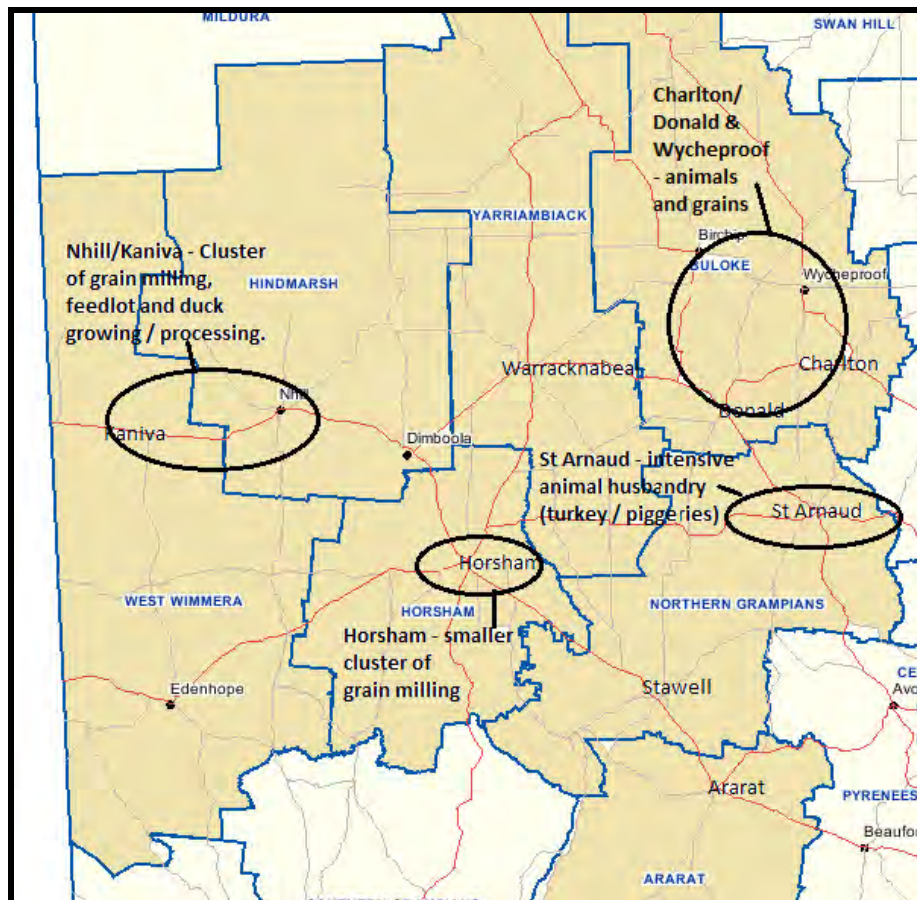 MILDURA
SWAN HILL
Charlton/
Donald &
Wycheproof
- animals
and grains
YARRIAMBIACK
Birchip
BULOKE
Nhill/Kaniva - Cluster
of grain milling,
feedlot and duck
growing / processing.
HINDMARSH
Wycheproof
Warracknabeal
Charlton
Nhill
Donald
Kaniva
Dimboola
St Arnaud - intensive
animal husbandry
(turkey / piggeries)
St Arnaud
Horsham
WEST WIMMERA
HORSHAM
NORTHERN GRAMPIANS
Horsham - smaller
cluster of
grain milling
Edenhope
Stawell
CE
Avo
Ararat
PYRENEES
Beaufor
ARARAT